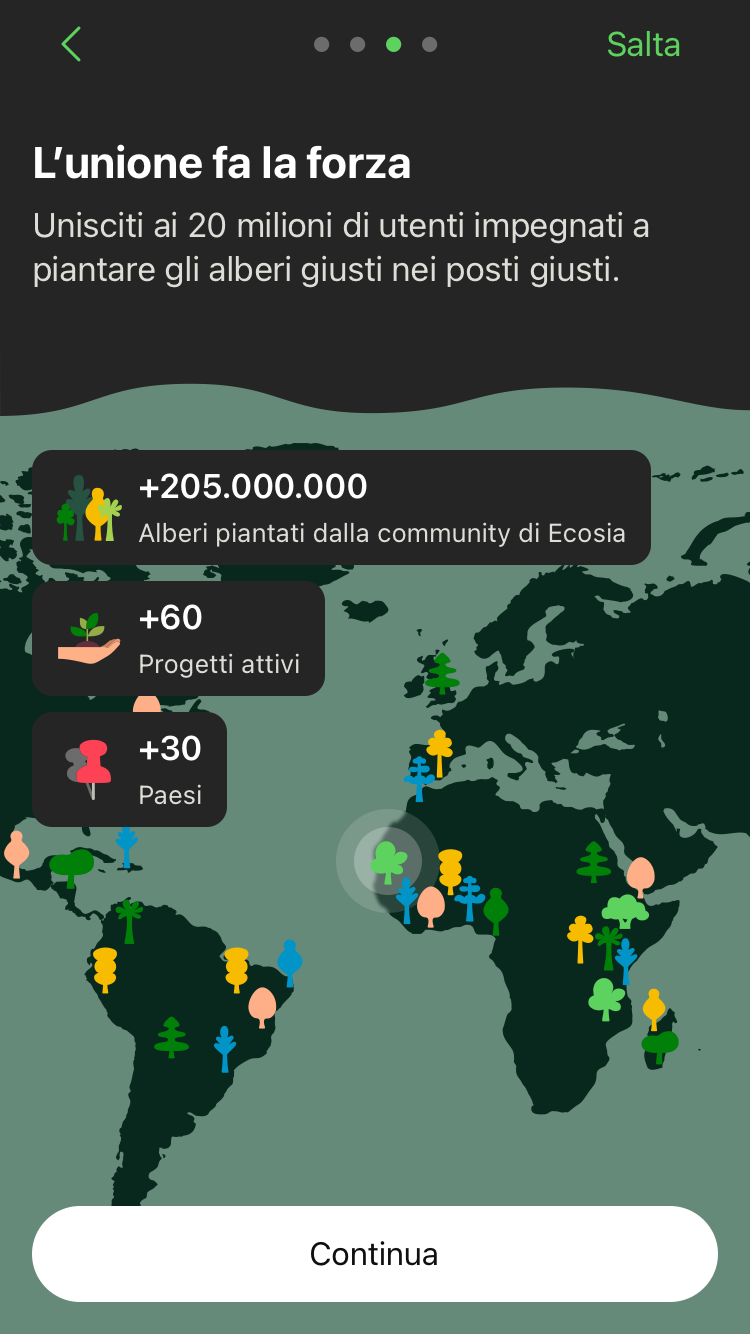 Salta
L’unione fa la forza
Unisciti ai 20 milioni di utenti impegnati a
piantare gli alberi giusti nei posti giusti.
+205.000.000
Alberi piantati dalla community di Ecosia
+60
Progetti attivi
+30
Paesi
Continua